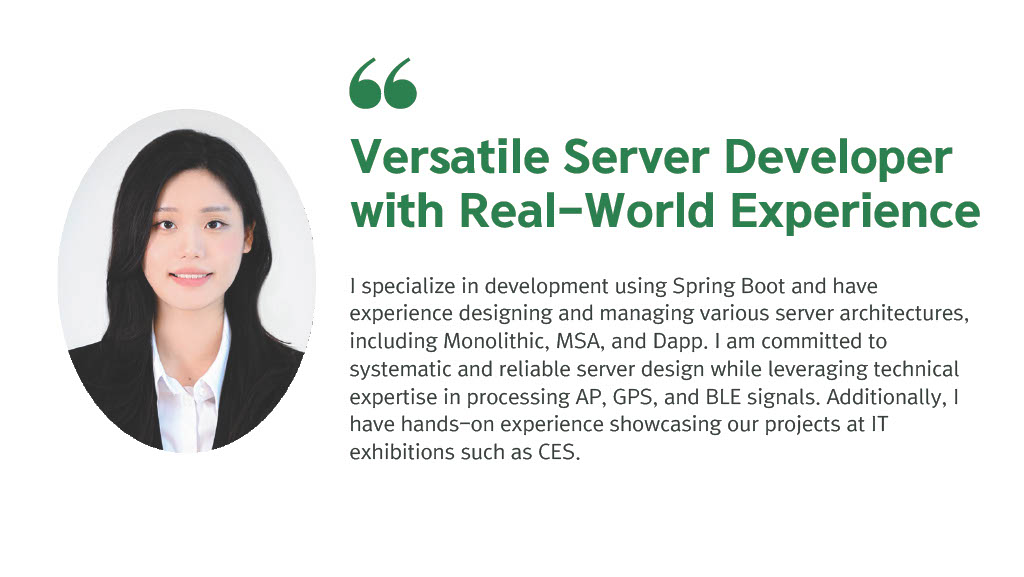 “
Versatile Server Developer
with Real-World Experience
I specialize in development using Spring Boot and have
experience designing and managing various server architectures,
including Monolithic, MSA, and Dapp. I am committed to
systematic and reliable server design while leveraging technical
expertise in processing AP, GPS, and BLE signals. Additionally, I
have hands-on experience showcasing our projects at IT
exhibitions such as CES.